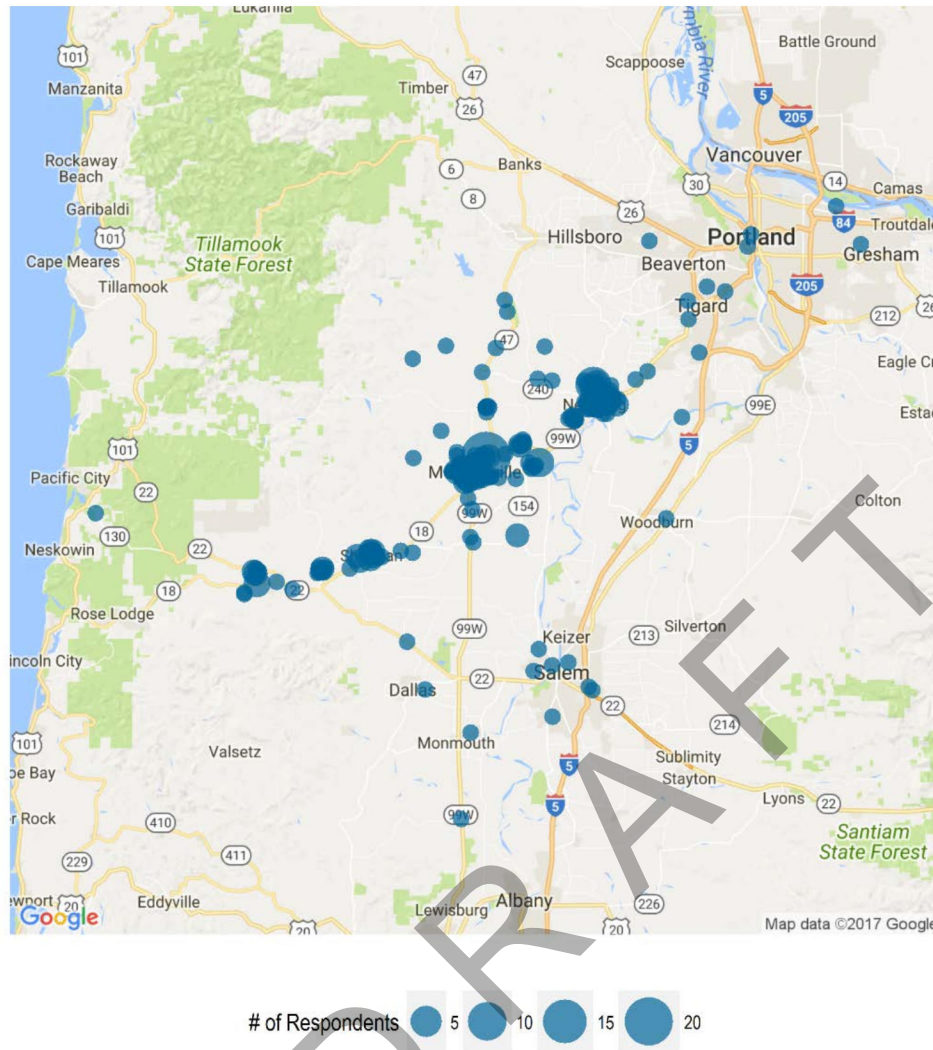 Lukarilla
101
Manzanita
47
Timber
26
Scappoose
Battle Ground
5
205
Rockaway
Beach
6
Banks
Vancouver
14
30
Camas
8
Garibaldi
101
26
84
Troutdale
Hillsboro
Portland
Tillamook
State Forest
Cape Meares
Beaverton
Gresham
Tillamook
205
Tigard
26
212
47
Eagle Cr
240
99E
Esta
99W
5
101
Pacific City
22
154
Colton
99W
18
Woodburn
130
Neskowin
22
22
18
Rose Lodge
99W
Keizer
213
Silverton
incoln City
22
Salem
Dallas
22
214
101
Monmouth
Valsetz
5
Sublimity
Stayton
oe Bay
Lyons
22
5
er Rock
410
99W
Santiam
State Forest
229
411
ewport
20
Eddyville
Albany
226
Lewisburg
Google
20
20
Map data ©2017 Google
DRAFT
# of Respondents 5 10 15 20